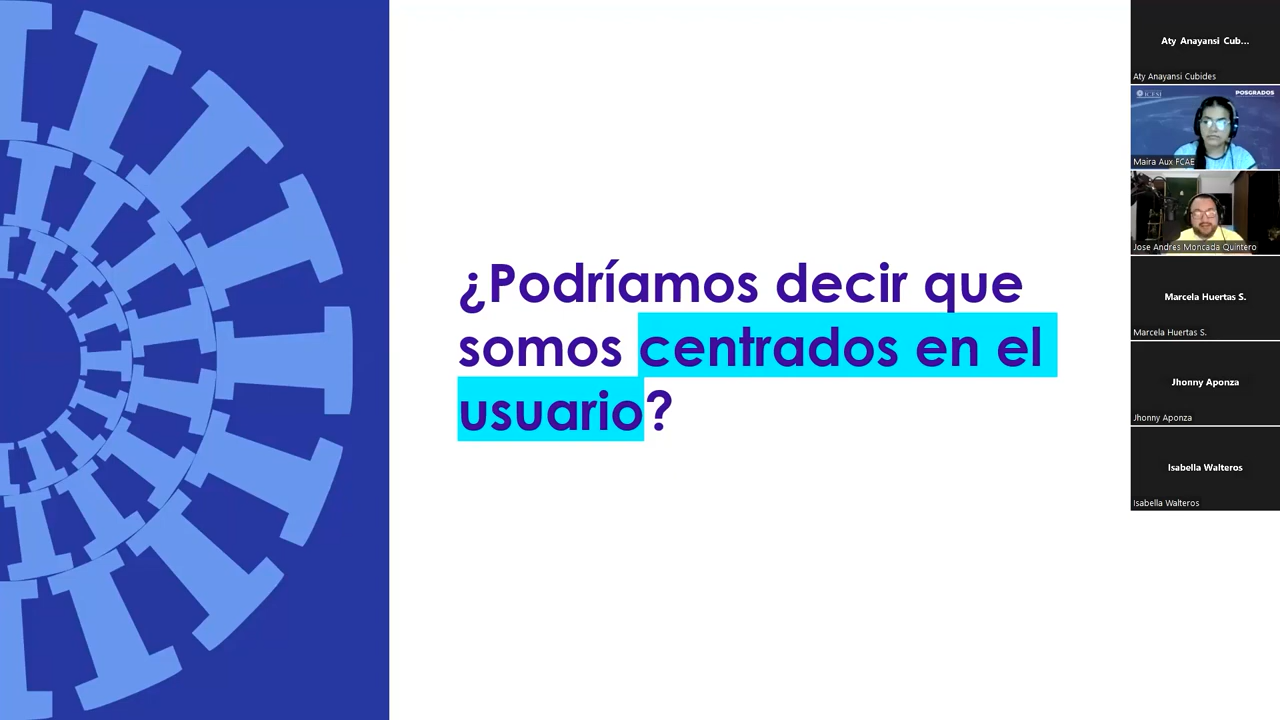 ¿Podríamos decir que
somos centrados en el
usuario?
Aty Anayansi Cub...
Aty Anayansi Cubides
ICESI
POSGRADOS
Maira Aux FCAE
Jose Andres Moncada Quintero
Marcela Huertas S.
Marcela Huertas S.
Jhonny Aponza
Jhonny Aponza
Isabella Walteros
Isabella Walteros